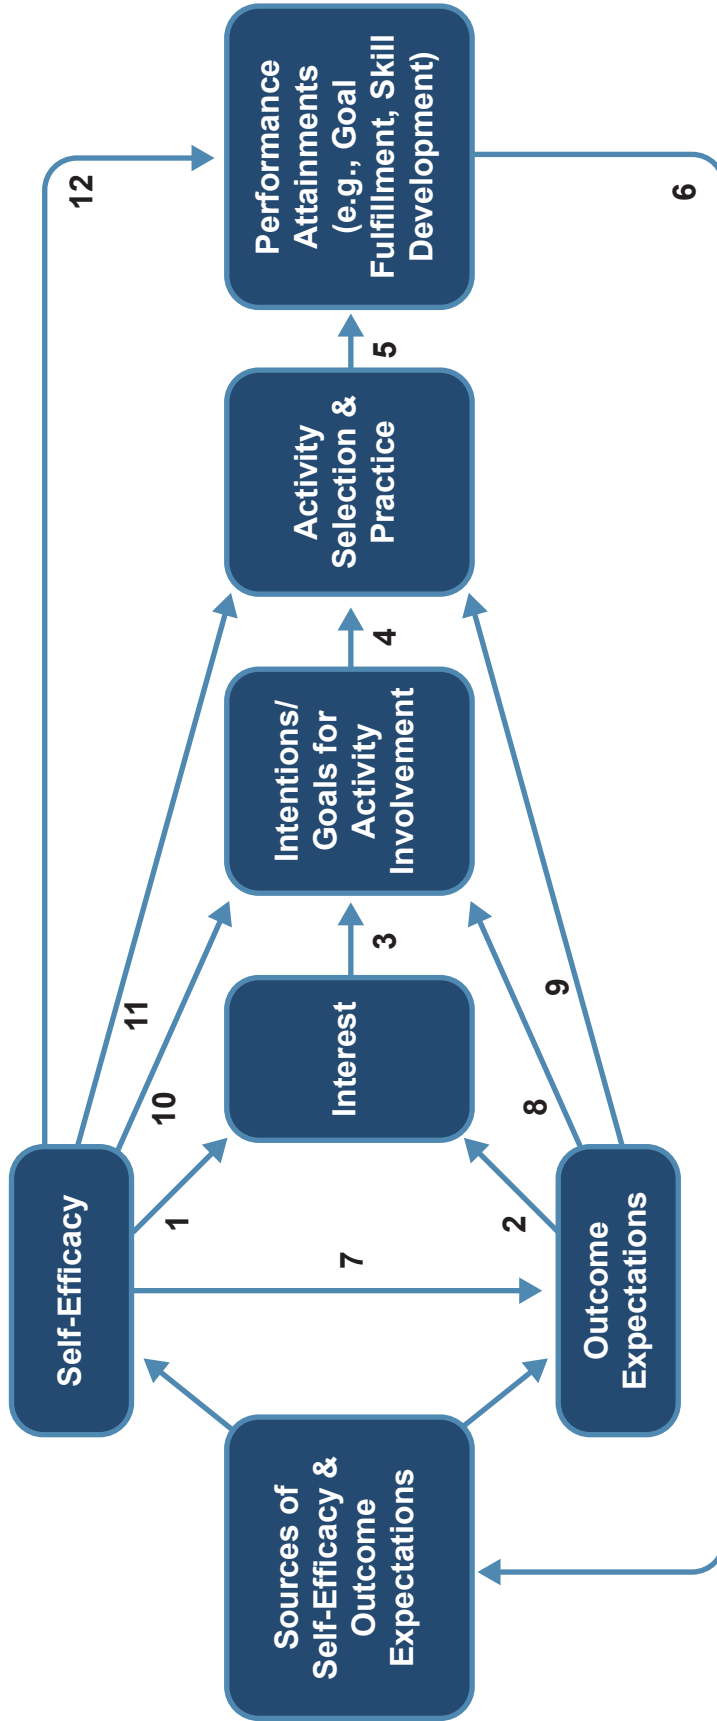 Self-Efficacy
12
11
10
1
7
Sources of
Self-Efficacy &
Outcome
Expectations
Interest
3
Intentions/
Goals for
Activity
Involvement
4
Activity
Selection &
Practice
5
Performance
Attainments
(e.g., Goal
Fulfillment, Skill
Development)
2
8
9
Outcome
Expectations
6